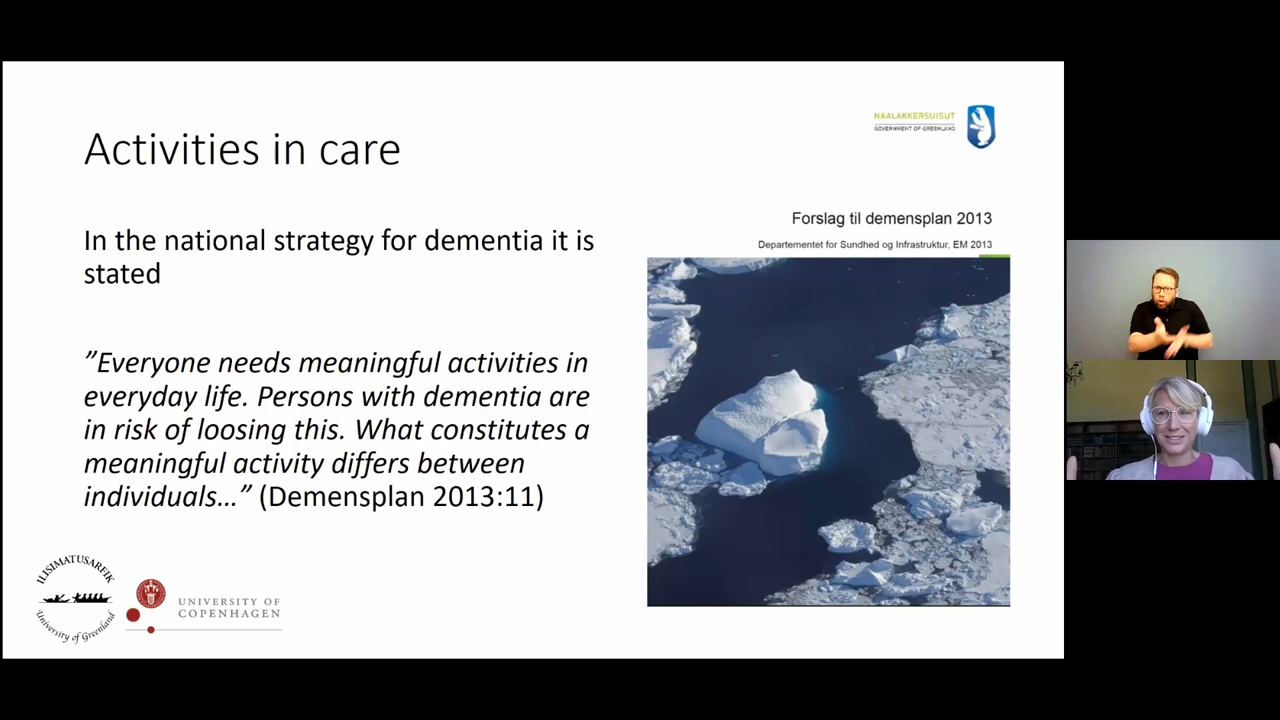 Activities in care
In the national strategy for dementia it is
stated
”Everyone needs meaningful activities in
everyday life. Persons with dementia are
in risk of loosing this. What constitutes a
meaningful activity differs between
individuals…” (Demensplan 2013:11)
NAALAKKERSUISUT
GOVERNMENT OF GREENLAND
Forslag til demensplan 2013
Departementet for Sundhed og Infrastruktur, EM 2013
ILISIMATUSARFIK
University of Greenland
UNIVERSITY OF
COPENHAGEN